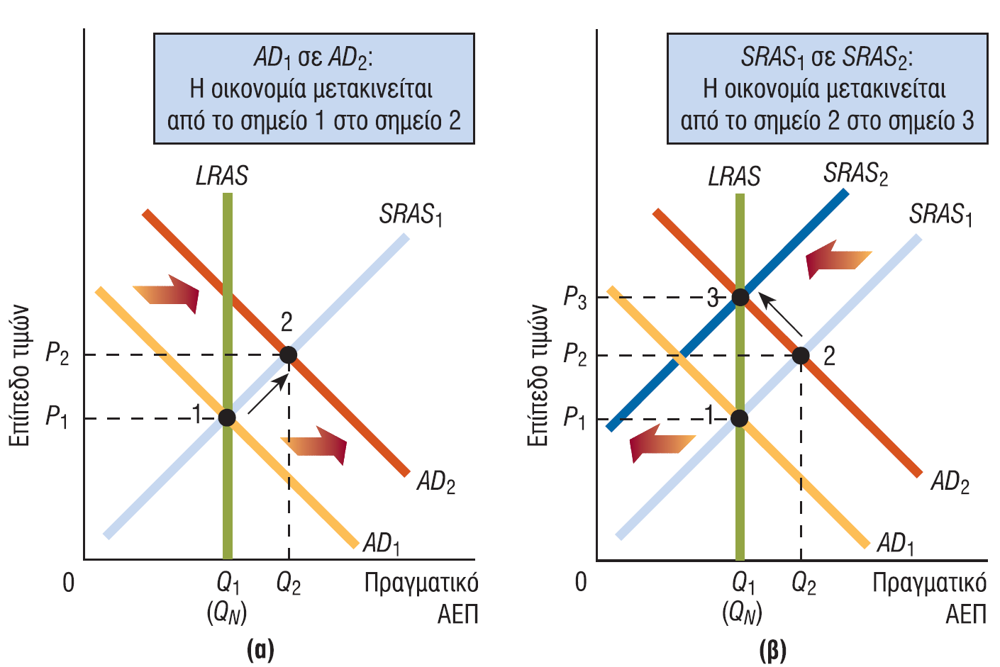 AD1 σε AD2:
Η οικονομία μετακινείται
από το σημείο 1 στο σημείο 2
LRAS
SRAS1
2
P2
1
P1
Επίπεδο τιμών
AD2
AD1
0
Q1
Q2
Πραγματικό
(QN)
ΑΕΠ
(α)
SRAS1 σε SRAS2:
Η οικονομία μετακινείται
από το σημείο 2 στο σημείο 3
LRAS
SRAS2
SRAS1
P3
3
P2
2
P1
1
Επίπεδο τιμών
AD2
AD1
0
Q1
Q2
Πραγματικό
(QN)
ΑΕΠ
(β)